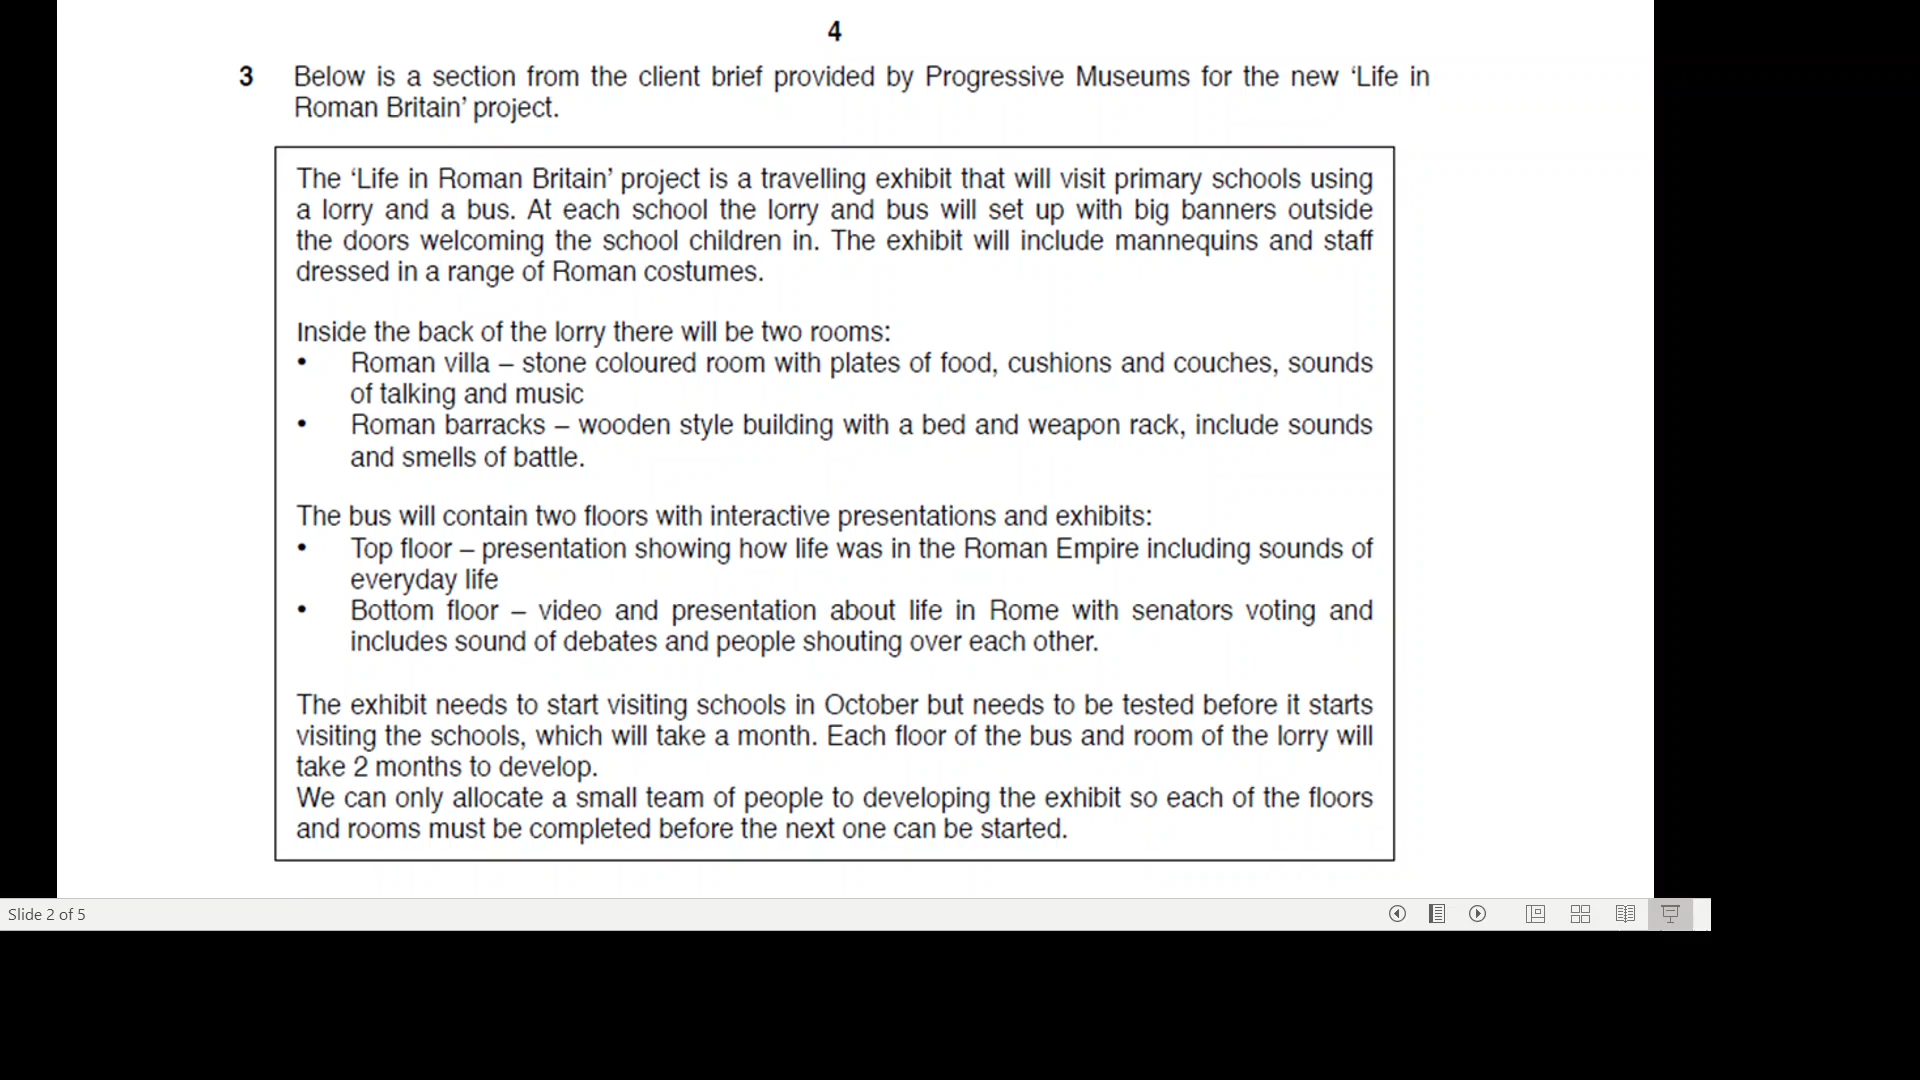 4
3 Below is a section from the client brief provided by Progressive Museums for the new ‘Life in
Roman Britain’ project.
The ‘Life in Roman Britain’ project is a travelling exhibit that will visit primary schools using
a lorry and a bus. At each school the lorry and bus will set up with big banners outside
the doors welcoming the school children in. The exhibit will include mannequins and staff
dressed in a range of Roman costumes.
Inside the back of the lorry there will be two rooms:
• Roman villa – stone coloured room with plates of food, cushions and couches, sounds
of talking and music
• Roman barracks – wooden style building with a bed and weapon rack, include sounds
and smells of battle.
The bus will contain two floors with interactive presentations and exhibits:
• Top floor – presentation showing how life was in the Roman Empire including sounds of
everyday life
• Bottom floor – video and presentation about life in Rome with senators voting and
includes sound of debates and people shouting over each other.
The exhibit needs to start visiting schools in October but needs to be tested before it starts
visiting the schools, which will take a month. Each floor of the bus and room of the lorry will
take 2 months to develop.
We can only allocate a small team of people to developing the exhibit so each of the floors
and rooms must be completed before the next one can be started.
Slide 2 of 5